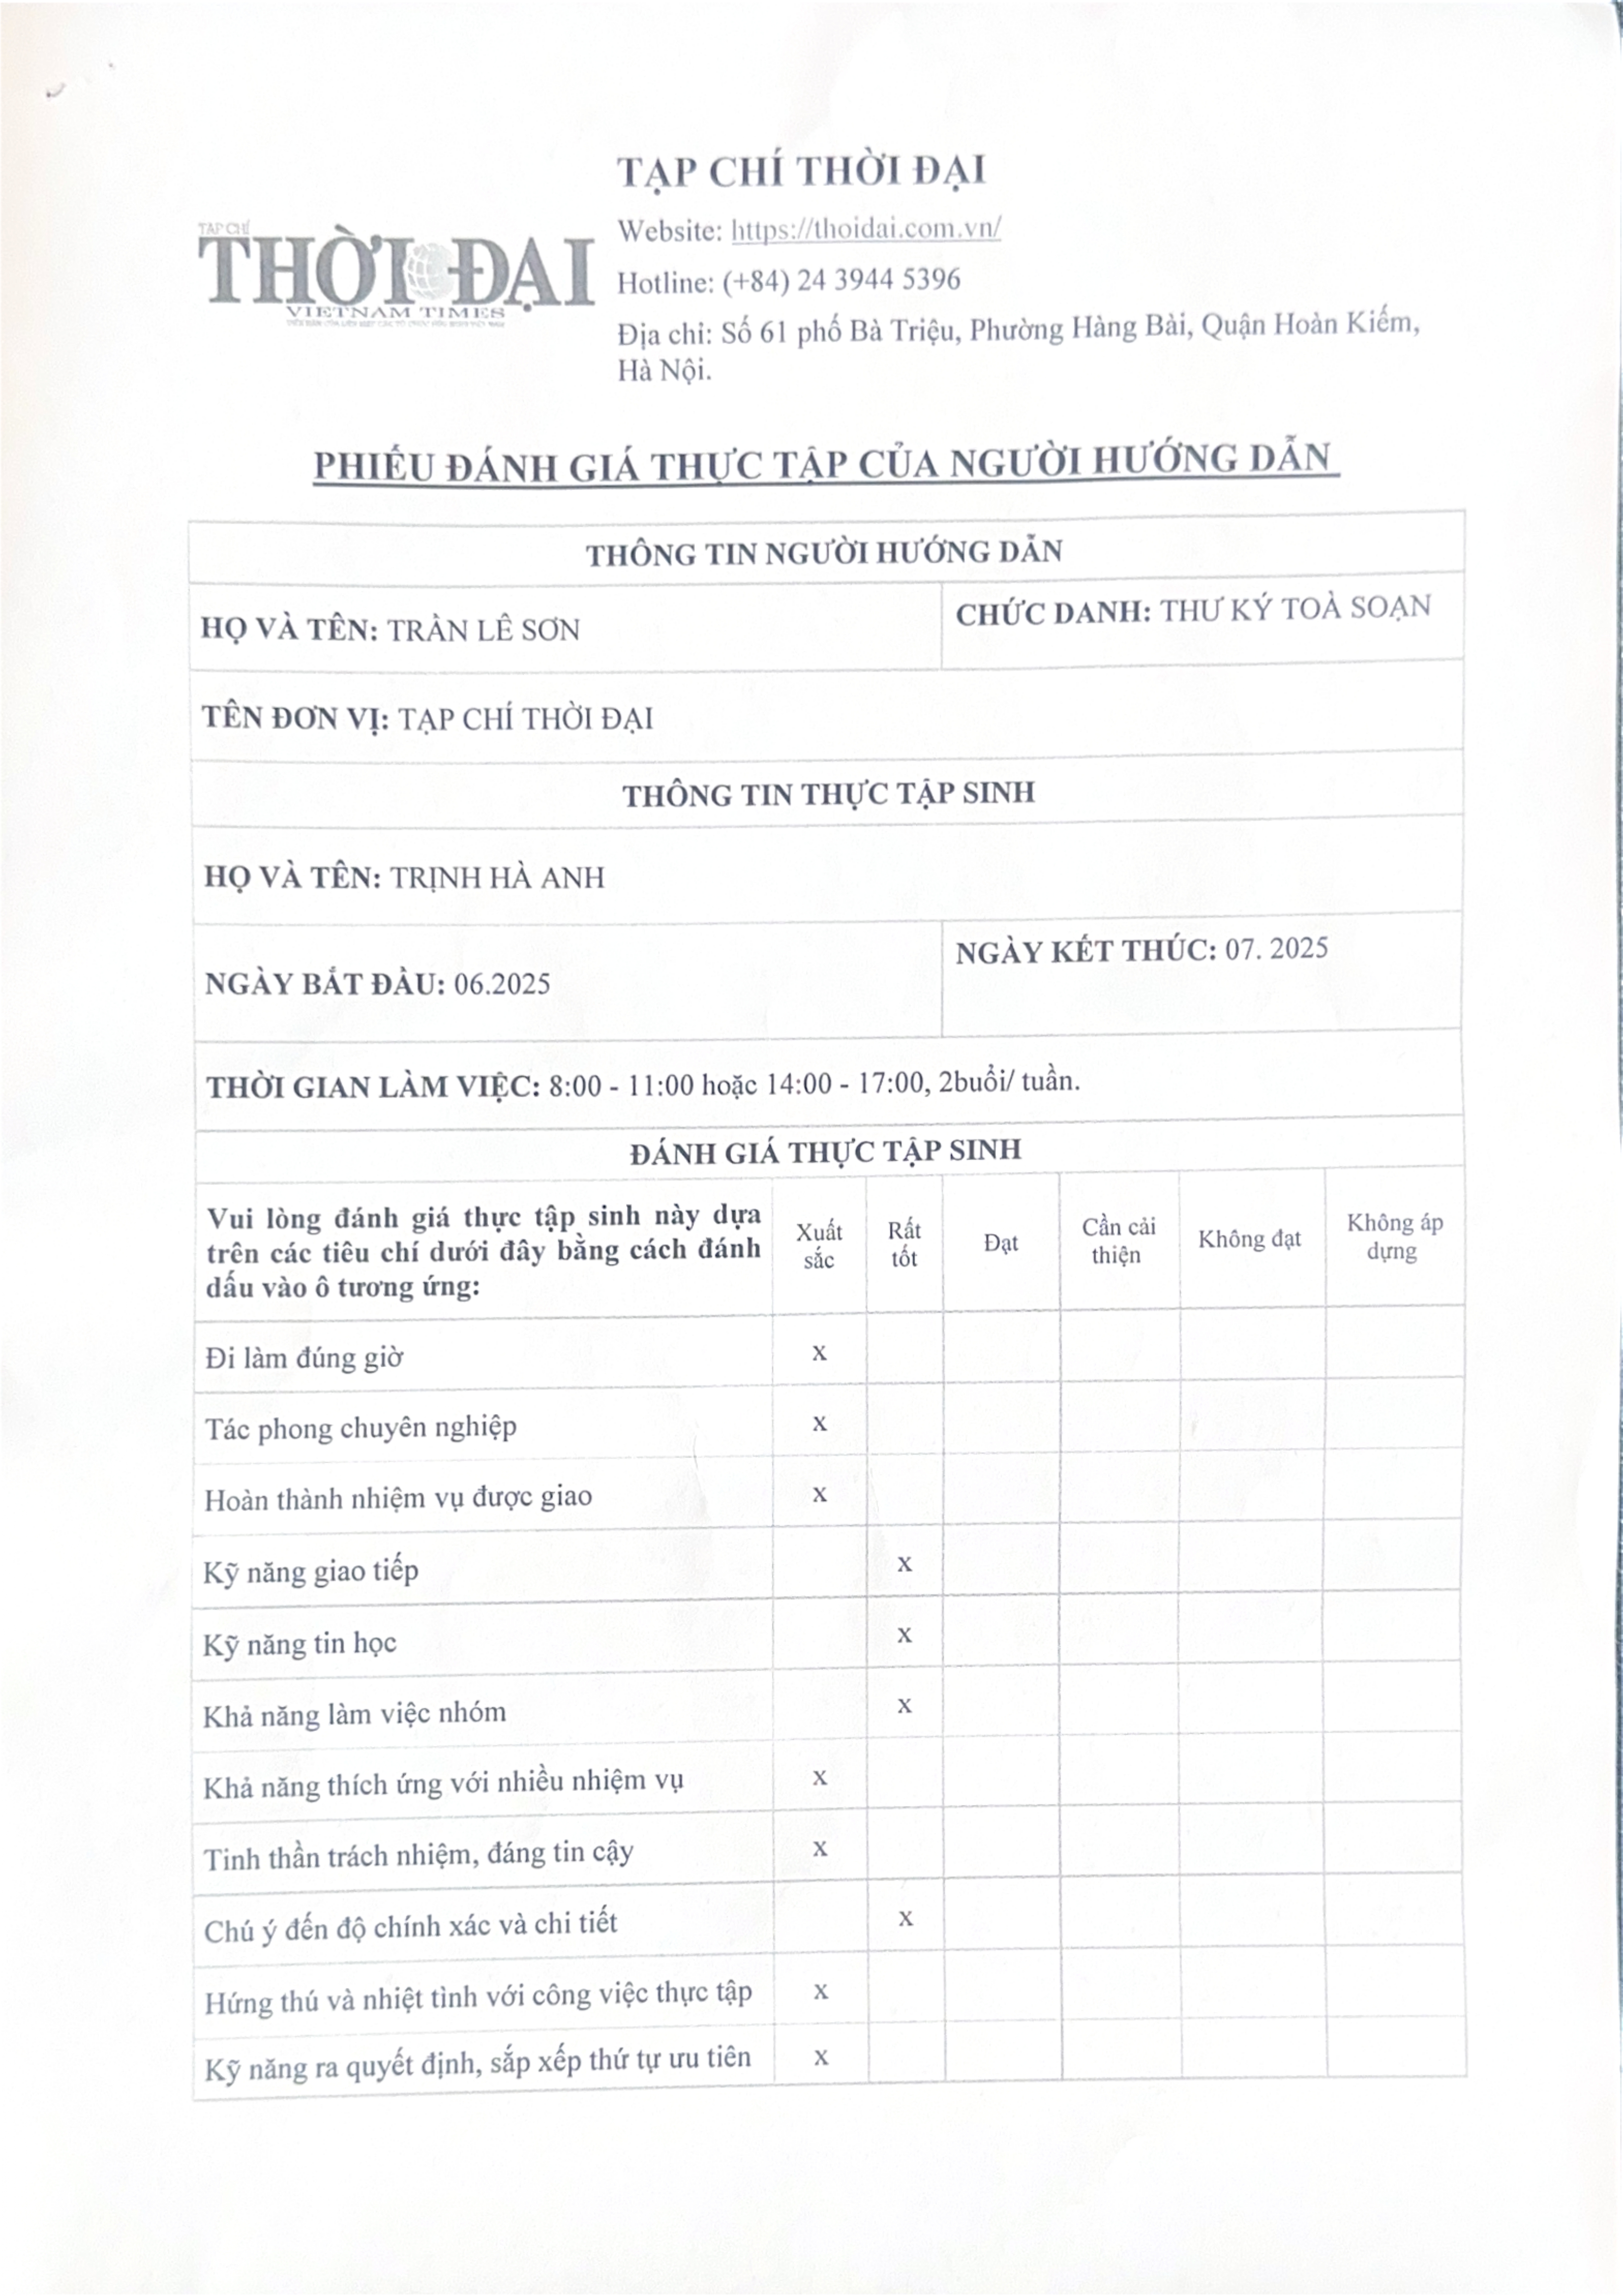 TẠP CHÍ THỜI ĐẠI
TẠP CHÍ
THỜI ĐẠI
VIETNAM TIMES
Website: https://thoidai.com.vn/
Hotline: (+84) 24 3944 5396
Địa chỉ: Số 61 phố Bà Triệu, Phường Hàng Bài, Quận Hoàn Kiếm,
Hà Nội.
PHIẾU ĐÁNH GIÁ THỰC TẬP CỦA NGƯỜI HƯỚNG DẪN
THÔNG TIN NGƯỜI HƯỚNG DẪN
HỌ VÀ TÊN: TRẦN LÊ SƠN
CHỨC DANH: THƯ KÝ TOÀ SOẠN
TÊN ĐƠN VỊ: TẠP CHÍ THỜI ĐẠI
THÔNG TIN THỰC TẬP SINH
HỌ VÀ TÊN: TRỊNH HÀ ANH
NGÀY BẮT ĐẦU: 06.2025
NGÀY KẾT THÚC: 07. 2025
THỜI GIAN LÀM VIỆC: 8:00 - 11:00 hoặc 14:00 - 17:00, 2buổi/ tuần.
ĐÁNH GIÁ THỰC TẬP SINH
Vui lòng đánh giá thực tập sinh này dựa
trên các tiêu chí dưới đây bằng cách đánh
dấu vào ô tương ứng:
Xuất
sắc
Rất
tốt
Đạt
Cần cải
thiện
Không đạt
Không áp
dựng
Đi làm đúng giờ x
Tác phong chuyên nghiệp x
Hoàn thành nhiệm vụ được giao x
Kỹ năng giao tiếp x
Kỹ năng tin học x
Khả năng làm việc nhóm x
Khả năng thích ứng với nhiều nhiệm vụ x
Tinh thần trách nhiệm, đáng tin cậy x
Chú ý đến độ chính xác và chi tiết x
Hứng thú và nhiệt tình với công việc thực tập x
Kỹ năng ra quyết định, sắp xếp thứ tự ưu tiên x